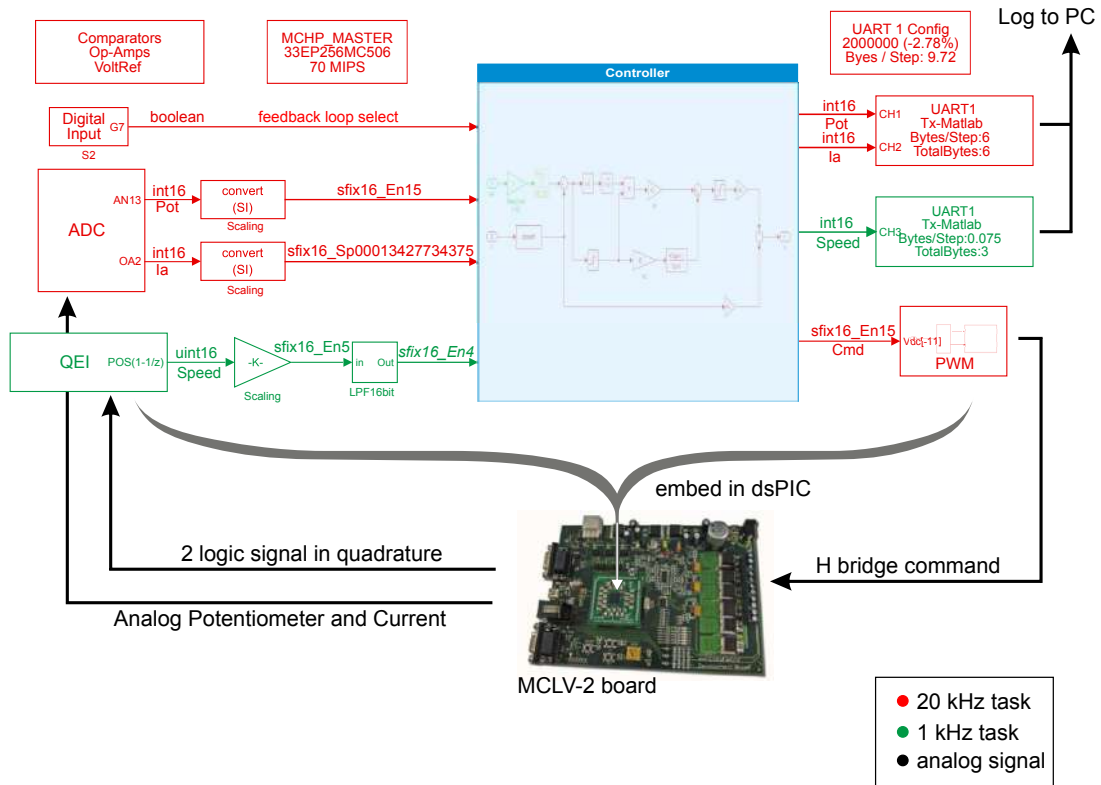 Log to PC
Comparators
Op-Amps
VoltRef
MCHP_MASTER
33EP256MC506
70 MIPS
UART 1 Config
2000000 (-2.78%)
Byes / Step: 9.72
Controller
Digital
Input
G7
S2
boolean
feedback loop select
int16
Pot
int16
Ia
CH1
CH2
UART1
Tx-Matlab
Bytes/Step:6
TotalBytes:6
ADC
AN13
OA2
int16
Pot
convert
(SI)
Scaling
sfix16_En15
int16
Ia
convert
(SI)
Scaling
sfix16_Sp00013427734375
int16
Speed
CH3
UART1
Tx-Matlab
Bytes/Step:0.075
TotalBytes:3
QEI
POS(1-1/z)
uint16
Speed
-K-
Scaling
sfix16_En5
in
Out
LPF16bit
sfix16_En4
sfix16_En15
Cmd
Vdc[-11]
PWM
embed in dsPIC
2 logic signal in quadrature
H bridge command
Analog Potentiometer and Current
MCLV-2 board
20 kHz task
1 kHz task
analog signal